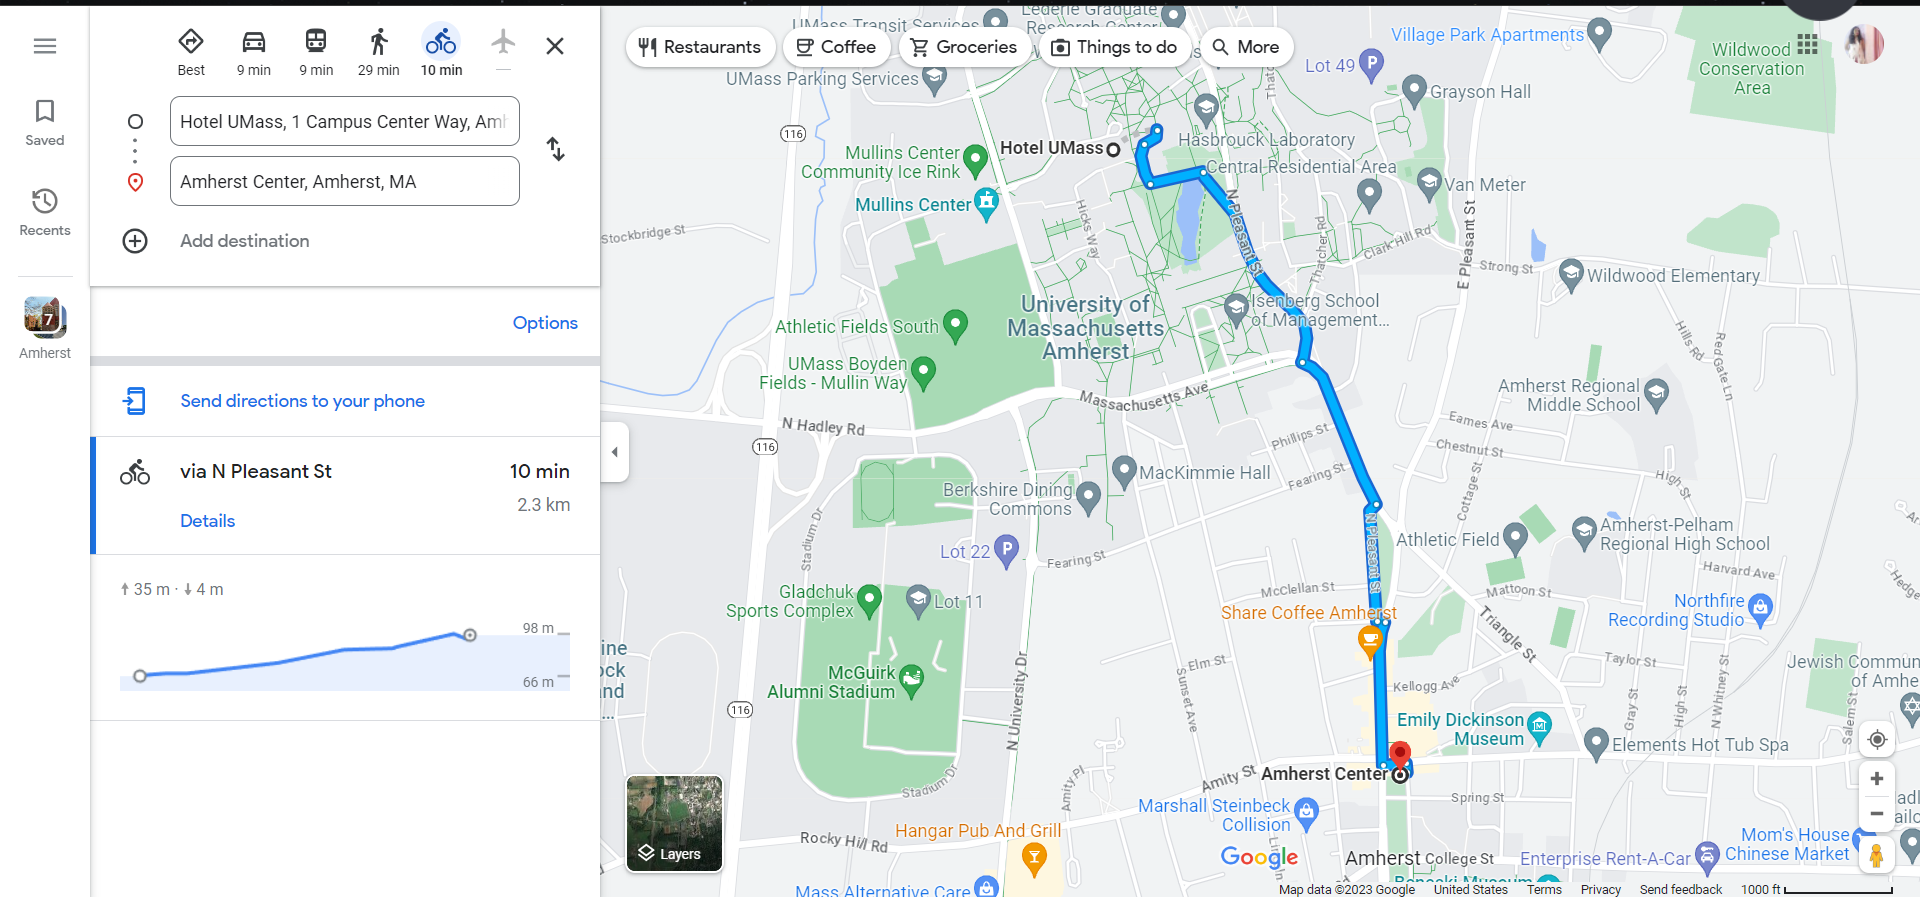 Saved
Recents
7
Amherst
Best
9 min
9 min
29 min
10 min
Hotel UMass, 1 Campus Center Way, Amh
Amherst Center, Amherst, MA
Add destination
Options
Send directions to your phone
via N Pleasant St
10 min
2.3 km
Details
35 m · 4 m
98 m
66 m
Restaurants
Coffee
Groceries
Things to do
More
UMass Transit Services
Lederle Graduate
Research Center
UMass Parking Services
Village Park Apartments
Wildwood
Conservation
Area
Lot 49
P
Grayson Hall
116
Hotel UMass
Hasbrouck Laboratory
Mullins Center
Community Ice Rink
Central Residential Area
Van Meter
Mullins Center
Stockbridge St
Hicks Way
N Pleasant St
Thatcher Rd
Clark Hill Rd
E Pleasant St
Strong St
Wildwood Elementary
University of
Massachusetts
Amherst
Isenberg School
of Management...
Athletic Fields South
UMass Boyden
Fields - Mullin Way
Hills Rd
Red Gate Ln
Massachusetts Ave
Amherst Regional
Middle School
N Hadley Rd
116
Eames Ave
Chestnut St
Phillips St
Fearing St
MacKimmie Hall
High St
Cottage St
Berkshire Dining
Commons
Stadium Dr
N Pleasant St
Athletic Field
Amherst-Pelham
Regional High School
Lot 22
P
Fearing St
Harvard Ave
McClellan St
Mattoon St
Gladchuk
Sports Complex
Lot 11
Share Coffee Amherst
Northfire
Recording Studio
Triangle St
Elm St
Taylor St
Jewish Commun
of Amhe
McGuirk
Alumni Stadium
Sunset Ave
Kellogg Ave
Gray St
High St
N Whitney St
Salem St
116
N University Dr
Emily Dickinson
Museum
Elements Hot Tub Spa
Amherst Center
Amity St
Amity Pl
Stadium Dr
Spring St
Marshall Steinbeck
Collision
Hangar Pub And Grill
Rocky Hill Rd
Layers
Google
Amherst
College St
Enterprise Rent-A-Car
Mom's House
Chinese Market
Mass Alternative Care
Map data ©2023 Google
United States
Terms
Privacy
Send feedback
1000 ft